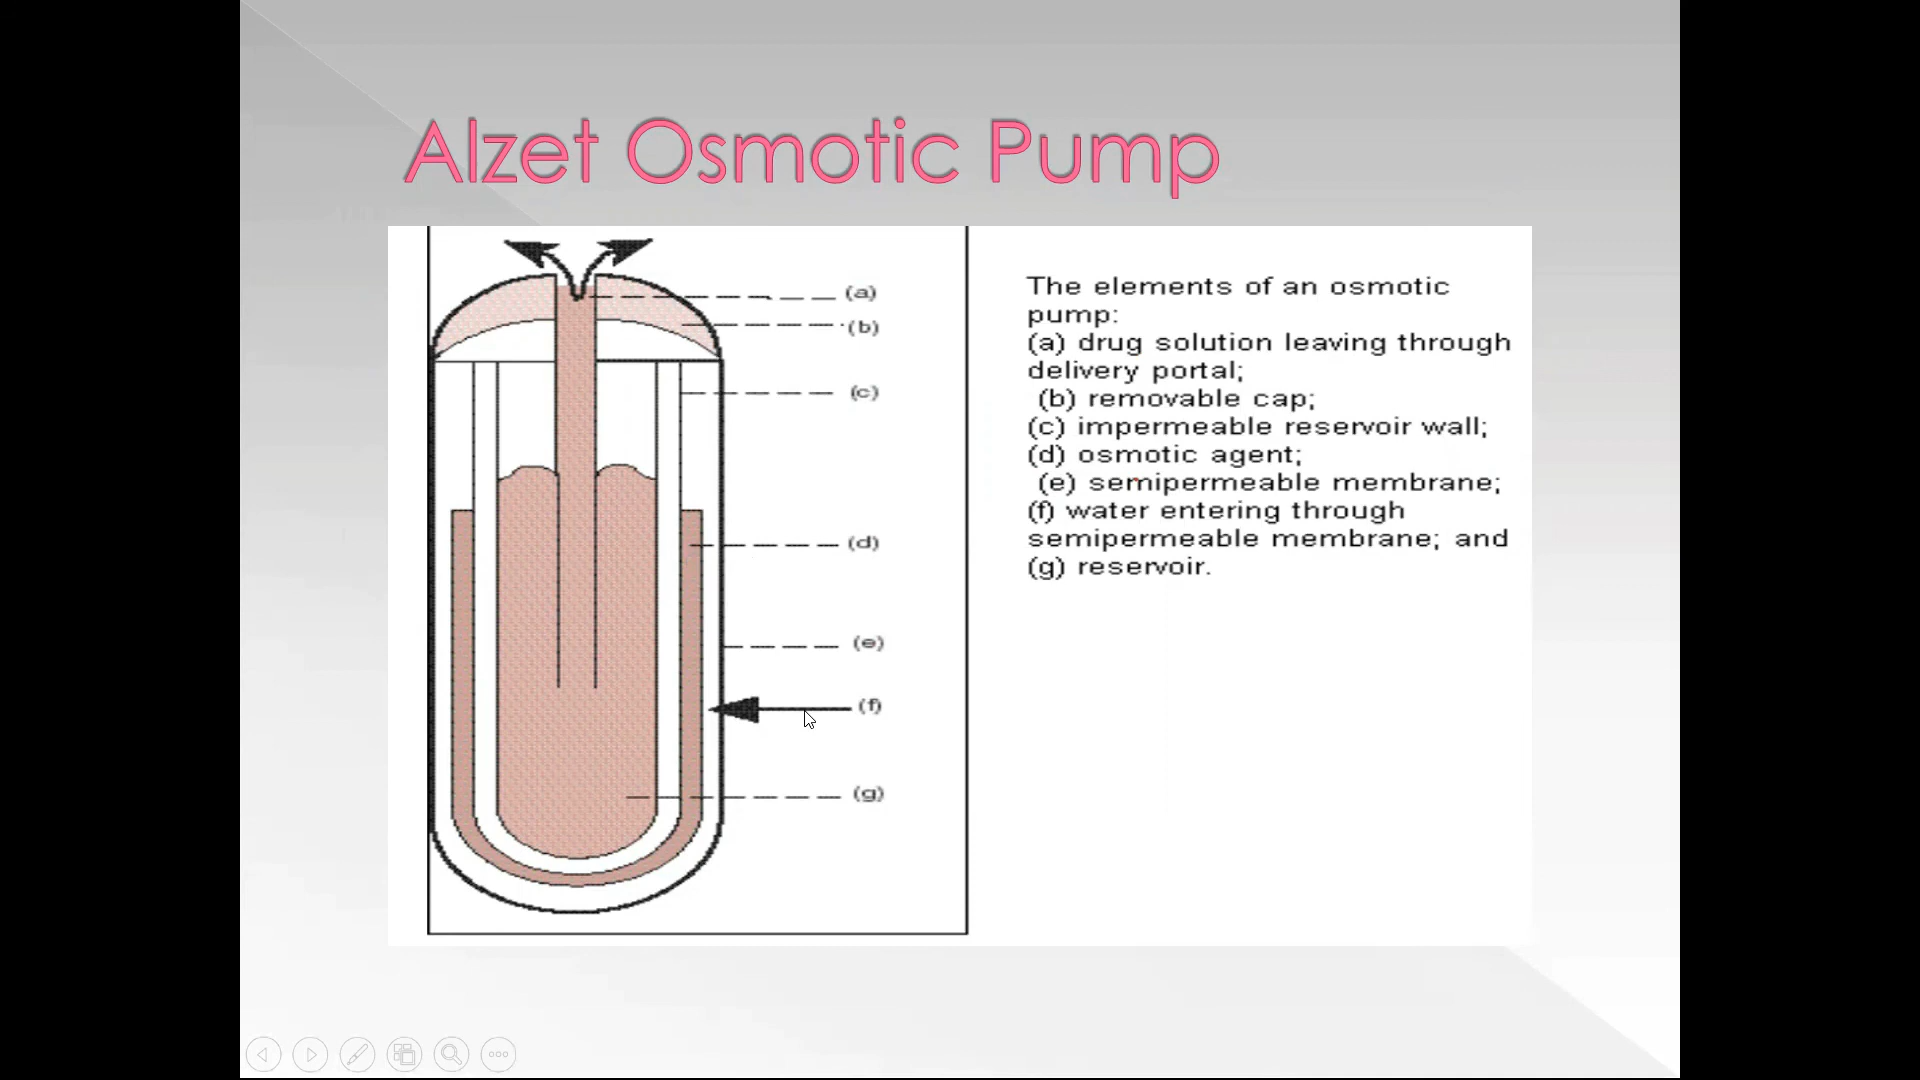 Alzet Osmotic Pump
(a)
(b)
(c)
(d)
(e)
(f)
(g)
The elements of an osmotic
pump:
(a) drug solution leaving through
delivery portal;
(b) removable cap;
(c) impermeable reservoir wall;
(d) osmotic agent;
(e) semipermeable membrane;
(f) water entering through
semipermeable membrane; and
(g) reservoir.